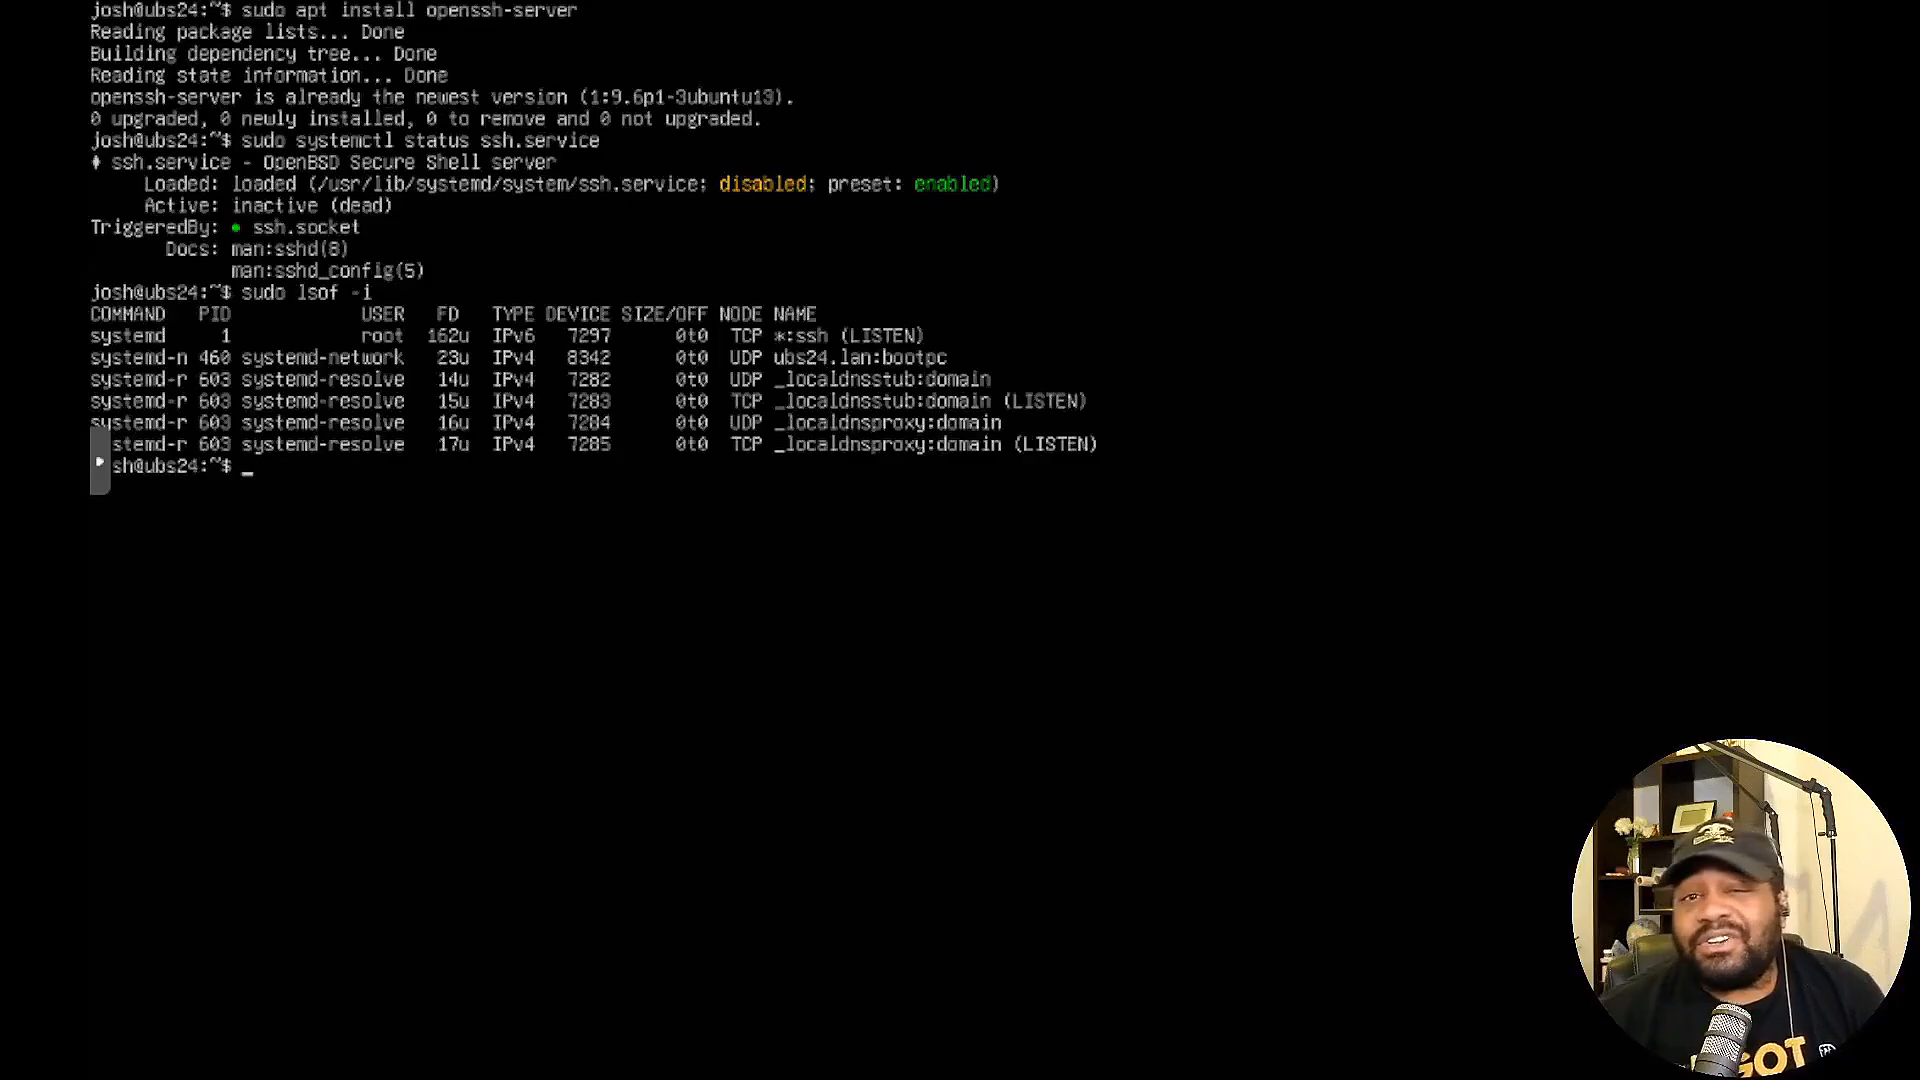 josh@ubs24:~$ sudo apt install openssh-server
Reading package lists... Done
Building dependency tree... Done
Reading state information... Done
openssh-server is already the newest version (1:9.6p1-3ubuntu13).
0 upgraded, 0 newly installed, 0 to remove and 0 not upgraded.
josh@ubs24:~$ sudo systemctl status ssh.service
♦ ssh.service - OpenBSD Secure Shell server
Loaded: loaded (/usr/lib/systemd/system/ssh.service; disabled; preset: enabled)
Active: inactive (dead)
TriggeredBy: ● ssh.socket
Docs: man:sshd(8)
man:sshd_config(5)
josh@ubs24:~$ sudo lsof -i
COMMAND PID USER FD TYPE DEVICE SIZE/OFF NODE NAME
systemd 1 root 162u IPv6 7297 0t0 TCP *:ssh (LISTEN)
systemd-n 460 systemd-network 23u IPv4 8342 0t0 UDP ubs24.lan:bootpc
systemd-r 603 systemd-resolve 14u IPv4 7282 0t0 UDP _localdnsstub:domain
systemd-r 603 systemd-resolve 15u IPv4 7283 0t0 TCP _localdnsstub:domain (LISTEN)
systemd-r 603 systemd-resolve 16u IPv4 7284 0t0 UDP _localdnsproxy:domain
stemd-r 603 systemd-resolve 17u IPv4 7285 0t0 TCP _localdnsproxy:domain (LISTEN)
sh@ubs24:~$ _
GOT